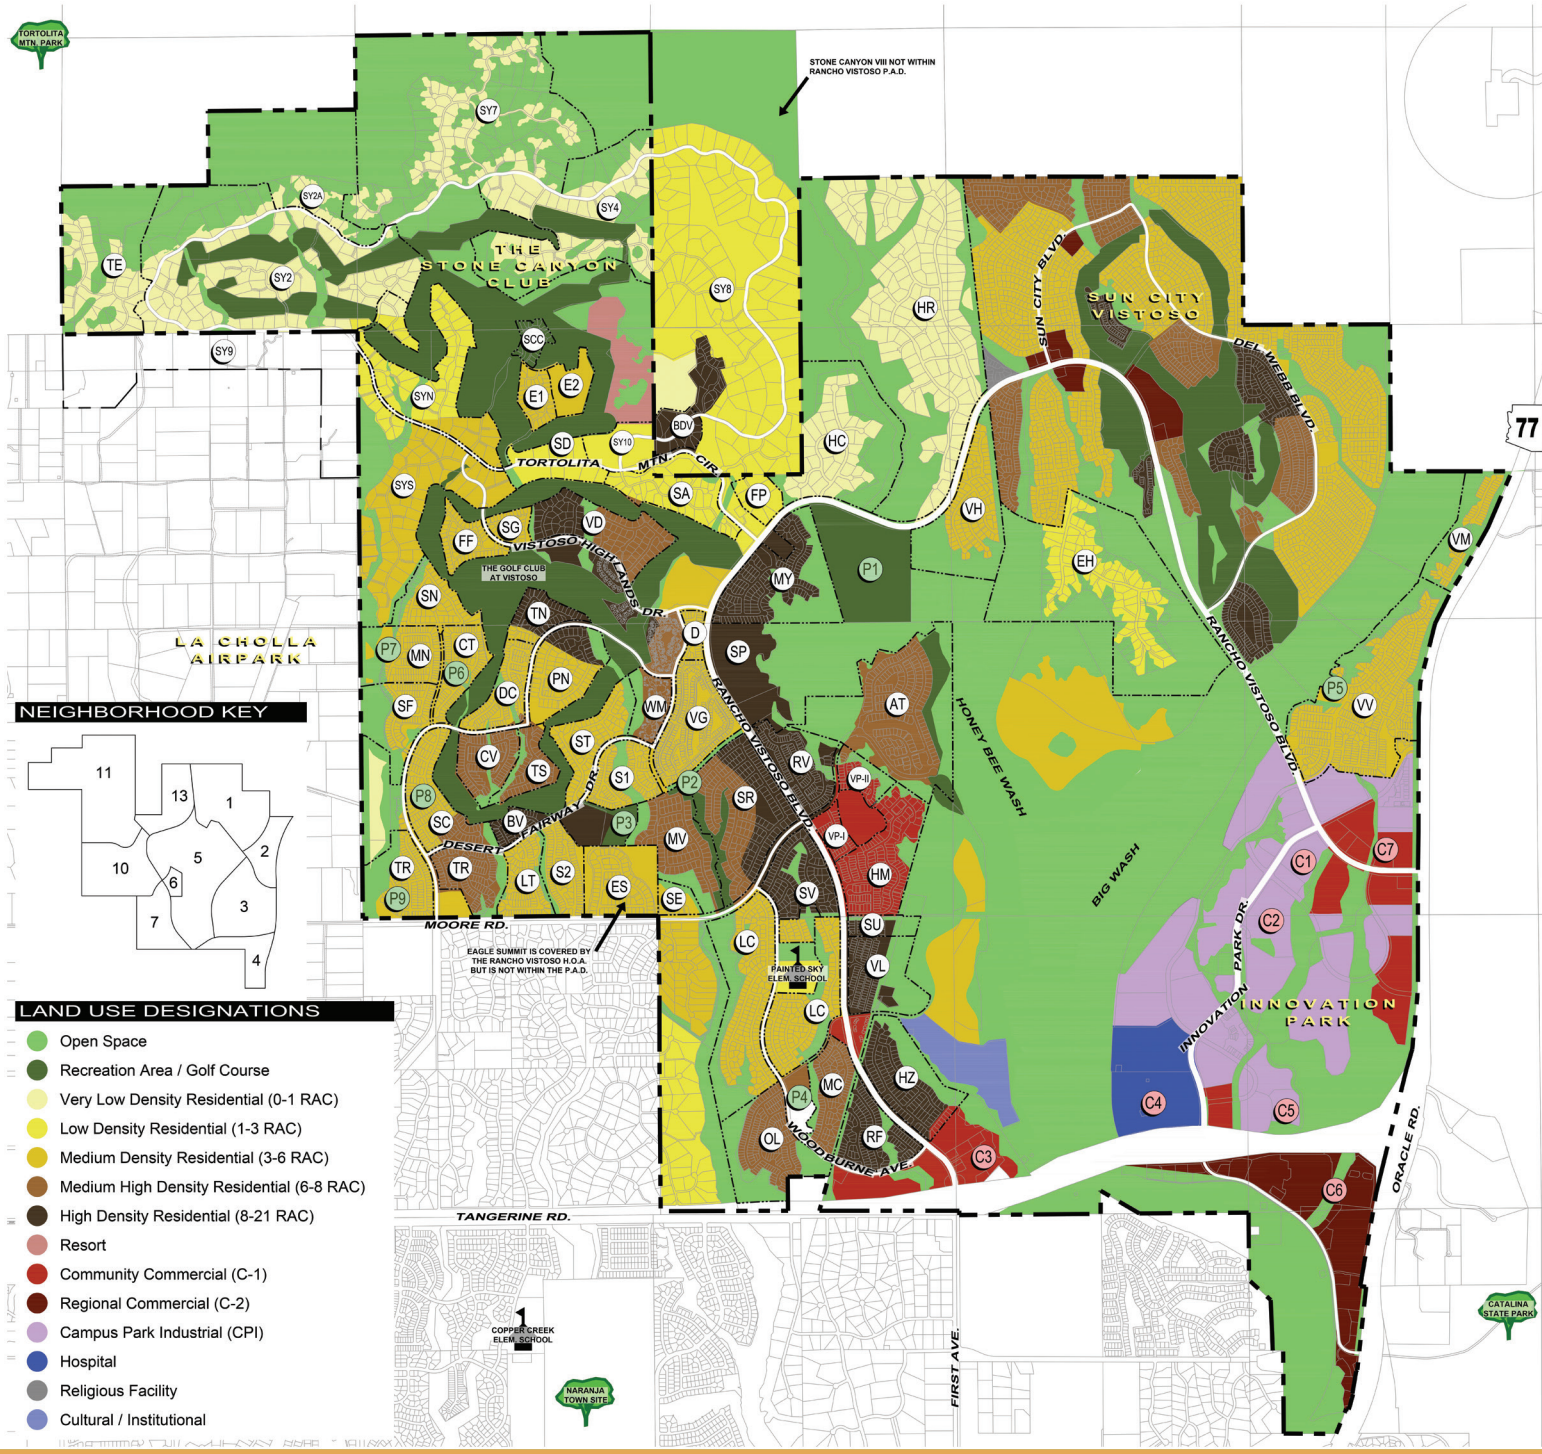 TORTOLITA
MTN. PARK
STONE CANYON VIII NOT WITHIN
RANCHO VISTOSO P.A.D.
SY7
SY2A
SY4
TE
SY2
THE
STONE CANYON
CLUB
SY8
HR
SUN CITY BLVD.
SUN CITY
VISTOSO
DEL WEBB BLVD.
SY9
SCC
E1
E2
SYN
BDV
SD
SY10
HC
77
TORTOLITA MTN. CIR.
SYS
SA
FP
VH
VM
SG
VD
FF
VISTOSO HIGHLANDS DR.
THE GOLF CLUB
AT VISTOSO
MY
P1
EH
SN
TN
D
SP
RANCHO VISTOSO BLVD.
LA CHOLLA
AIRPARK
P7
MN
CT
P6
DC
PN
SF
WM
VG
AT
HONEY BEE WASH
P5
VV
NEIGHBORHOOD KEY
11
13
1
10
5
2
6
7
3
4
CV
TS
ST
S1
P2
RV
VP-II
RANCHO VISTOSO BLVD.
P8
SC
BV
P3
SR
VP-I
DESERT FAIRWAY DR.
MV
TR
TR
LT
S2
ES
SE
SV
HM
P9
C1
C7
BIG WASH
C2
MOORE RD.
SU
EAGLE SUMMIT IS COVERED BY
THE RANCHO VISTOSO H.O.A.
BUT IS NOT WITHIN THE P.A.D.
LC
PAINTED SKY
ELEM. SCHOOL
VL
LC
INNOVATION PARK DR.
INNOVATION
PARK
LAND USE DESIGNATIONS
Open Space
Recreation Area / Golf Course
Very Low Density Residential (0-1 RAC)
Low Density Residential (1-3 RAC)
Medium Density Residential (3-6 RAC)
Medium High Density Residential (6-8 RAC)
High Density Residential (8-21 RAC)
Resort
Community Commercial (C-1)
Regional Commercial (C-2)
Campus Park Industrial (CPI)
Hospital
Religious Facility
Cultural / Institutional
MC
HZ
P4
OL
RF
WOODBURNE AVE.
C3
C4
C5
C6
ORACLE RD.
TANGERINE RD.
FIRST AVE.
COPPER CREEK
ELEM. SCHOOL
NARANJA
TOWN SITE
CATALINA
STATE PARK